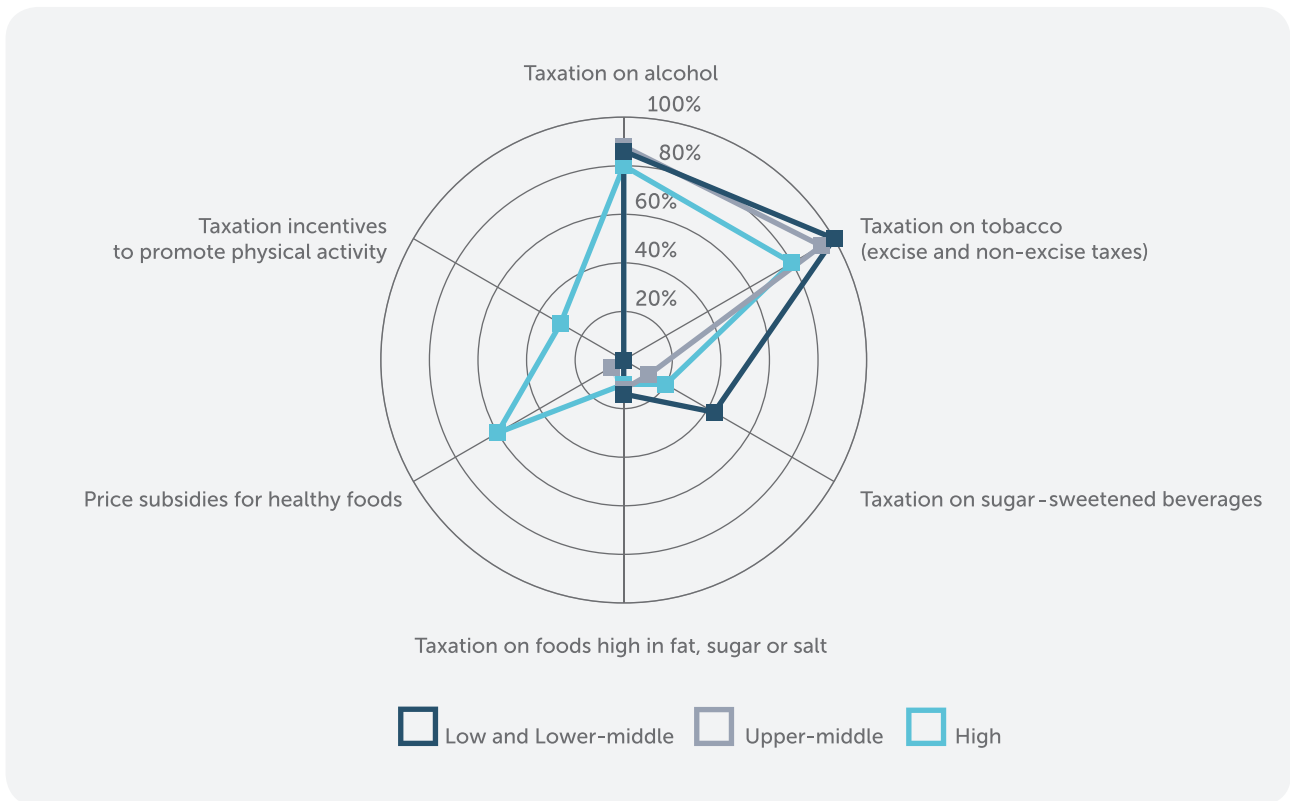 Taxation on alcohol
100%
80%
60%
40%
20%
Taxation incentives
to promote physical activity
Taxation on tobacco
(excise and non-excise taxes)
Price subsidies for healthy foods
Taxation on sugar-sweetened beverages
Taxation on foods high in fat, sugar or salt
Low and Lower-middle
Upper-middle
High